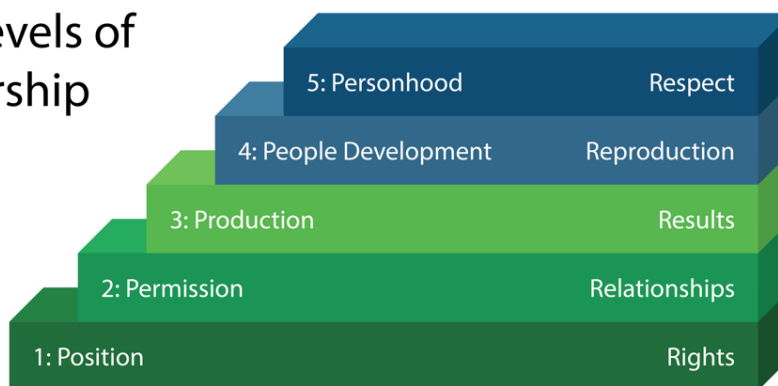 evels of
rship
5: Personhood Respect
4: People Development Reproduction
3: Production Results
2: Permission Relationships
1: Position Rights